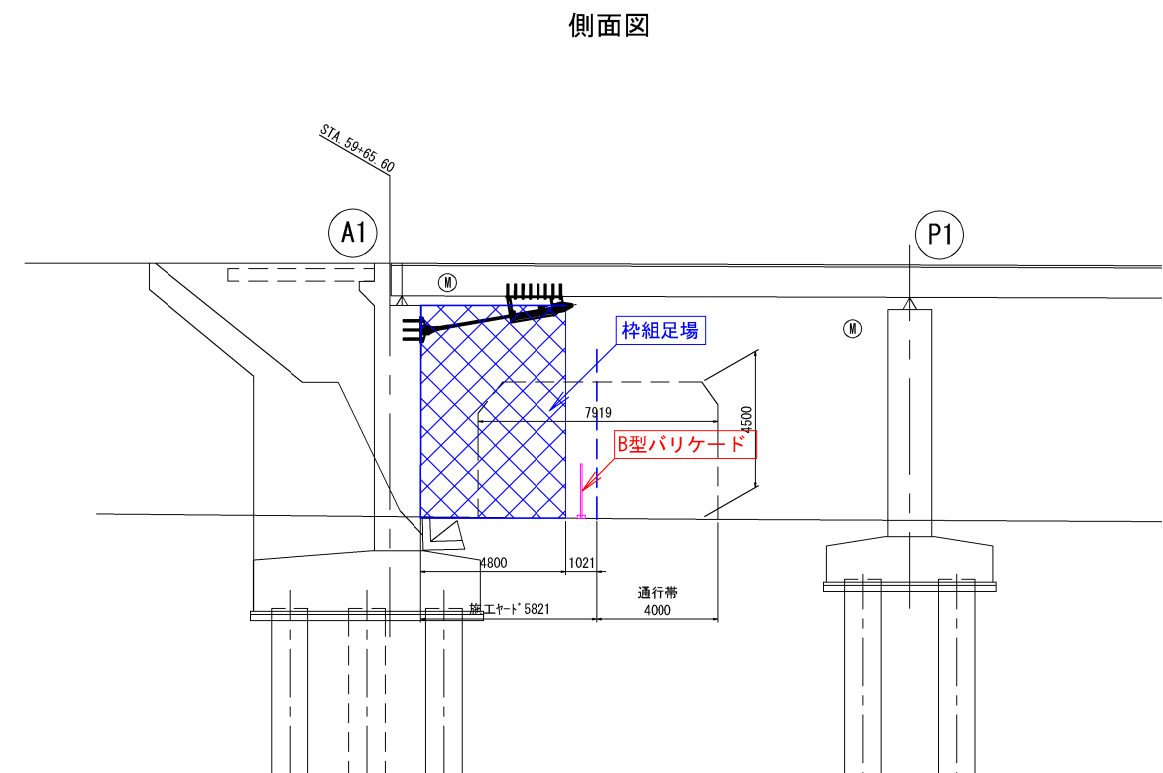 側面図
STA. 59+65. 60
A1
P1
M
枠組足場
M
7919
4500
B型バリケード
4800
1021
通行帯
施工ﾔｰﾄﾞ5821
4000